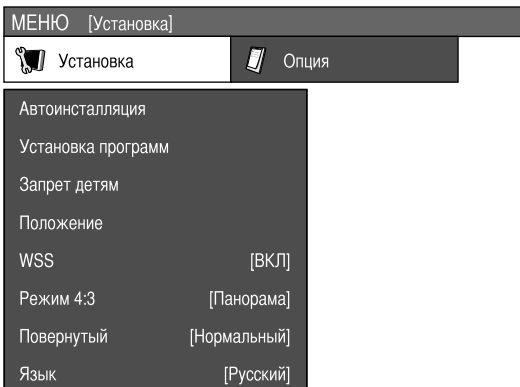 МЕНЮ [Установка]
Установка Опция
Автоинсталляция
Установка программ
Запрет детям
Положение
WSS [ВКЛ]
Режим 4:3 [Панорама]
Повернутый [Нормальный]
Язык [Русский]